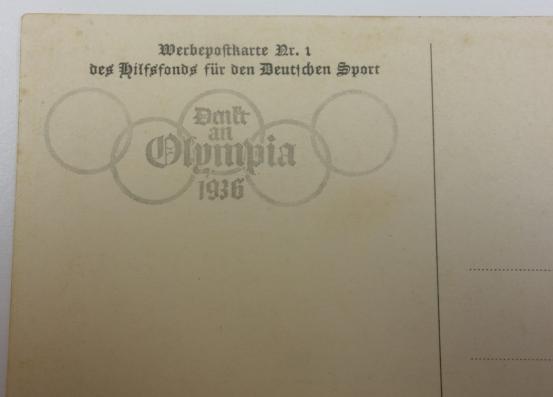 Werbepostkarte Nr. 1
des Hilfsfonds für den Deutschen Sport
Denkt
an
Olympia
1936